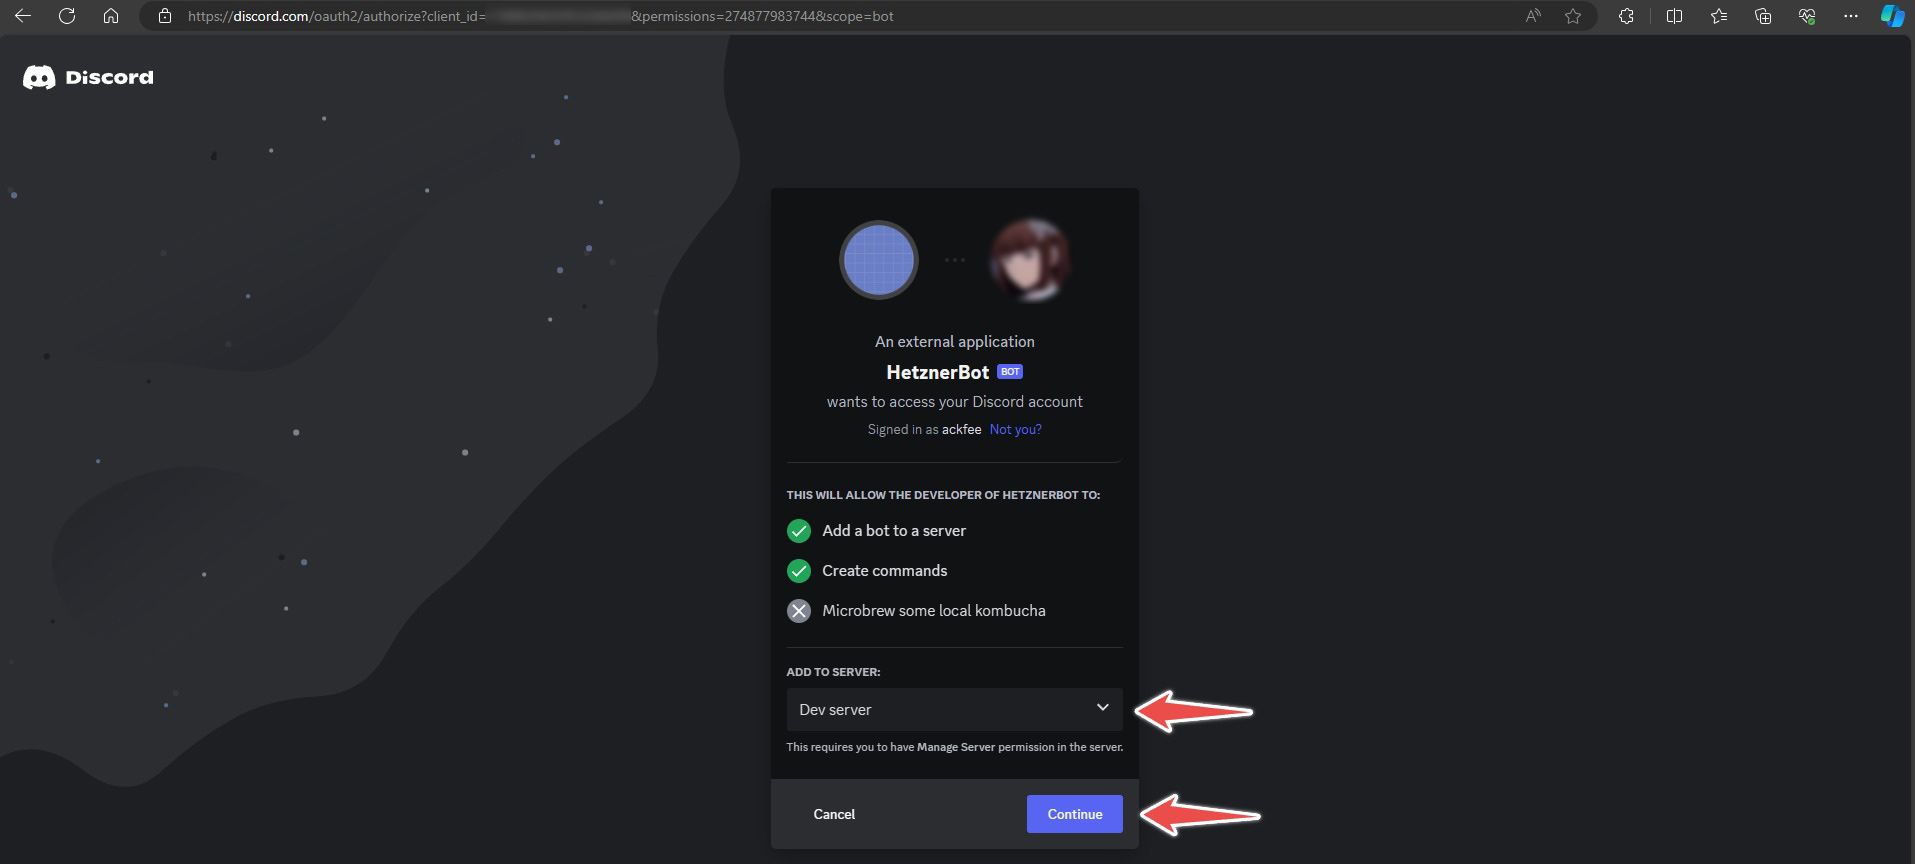 https://discord.com/oauth2/authorize?client_id= &permissions=274877983744&scope=bot
Discord
An external application
HetznerBot BOT
wants to access your Discord account
Signed in as ackfee Not you?
THIS WILL ALLOW THE DEVELOPER OF HETZNERBOT TO:
Add a bot to a server
Create commands
Microbrew some local kombucha
ADD TO SERVER:
Dev server
This requires you to have Manage Server permission in the server.
Cancel
Continue